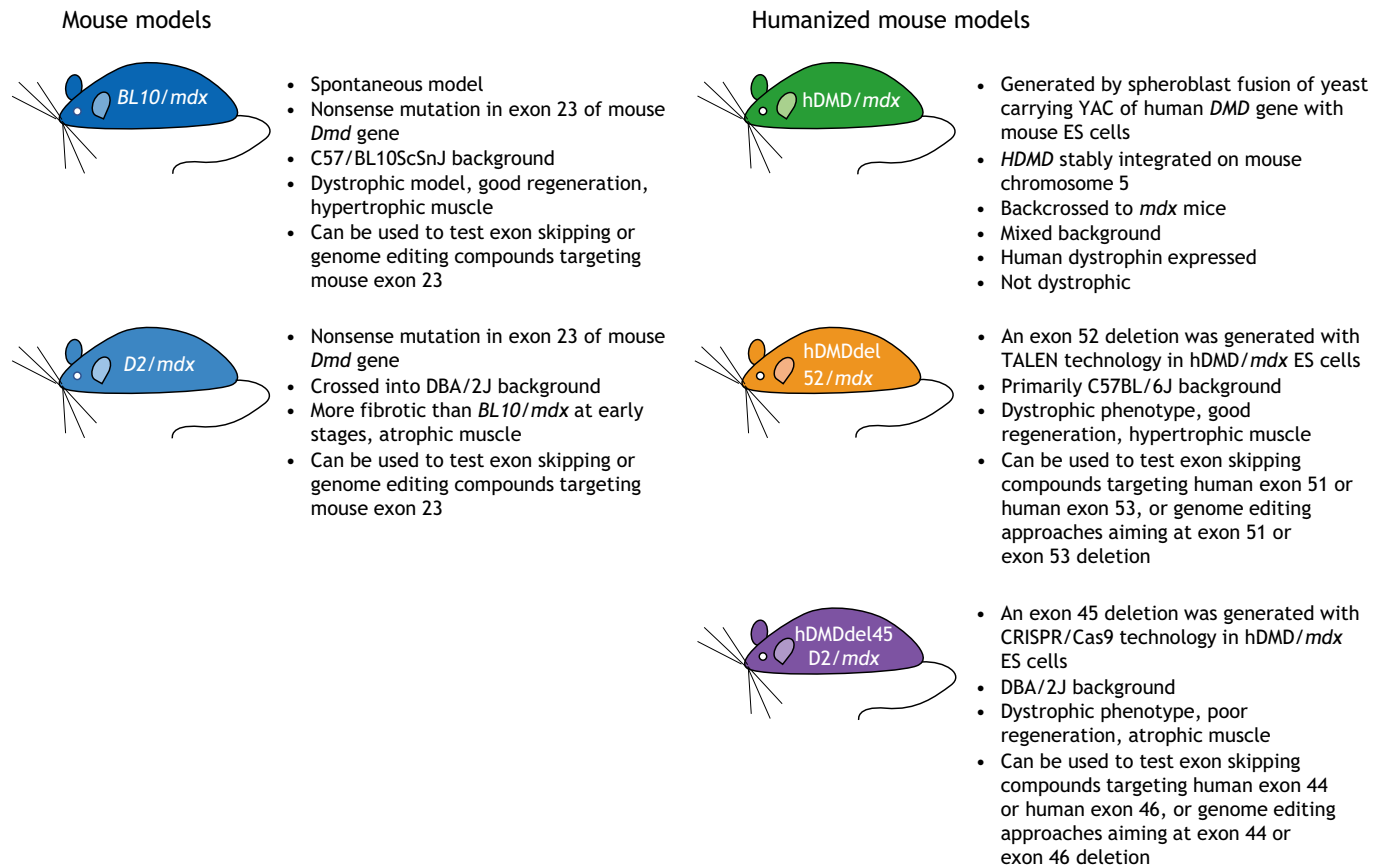 Mouse models
BL10/mdx
• Spontaneous model
• Nonsense mutation in exon 23 of mouse
Dmd gene
• C57/BL10ScSnJ background
• Dystrophic model, good regeneration,
hypertrophic muscle
• Can be used to test exon skipping or
genome editing compounds targeting
mouse exon 23
D2/mdx
• Nonsense mutation in exon 23 of mouse
Dmd gene
• Crossed into DBA/2J background
• More fibrotic than BL10/mdx at early
stages, atrophic muscle
• Can be used to test exon skipping or
genome editing compounds targeting
mouse exon 23
Humanized mouse models
hDMD/mdx
• Generated by spheroblast fusion of yeast
carrying YAC of human DMD gene with
mouse ES cells
• HDMD stably integrated on mouse
chromosome 5
• Backcrossed to mdx mice
• Mixed background
• Human dystrophin expressed
• Not dystrophic
hDMDdel
52/mdx
• An exon 52 deletion was generated with
TALEN technology in hDMD/mdx ES cells
• Primarily C57BL/6J background
• Dystrophic phenotype, good
regeneration, hypertrophic muscle
• Can be used to test exon skipping
compounds targeting human exon 51 or
human exon 53, or genome editing
approaches aiming at exon 51 or
exon 53 deletion
hDMDdel45
D2/mdx
• An exon 45 deletion was generated with
CRISPR/Cas9 technology in hDMD/mdx
ES cells
• DBA/2J background
• Dystrophic phenotype, poor
regeneration, atrophic muscle
• Can be used to test exon skipping
compounds targeting human exon 44
or human exon 46, or genome editing
approaches aiming at exon 44 or
exon 46 deletion